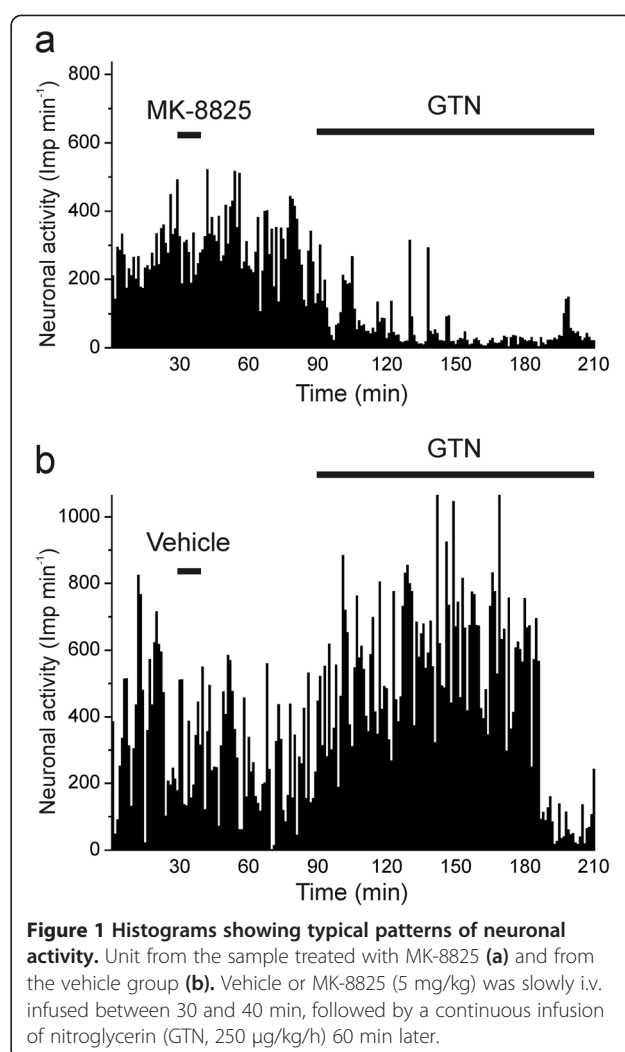 a
800
600
400
200
0
Neuronal activity (Imp min⁻¹)
MK-8825
GTN
30 60 90 120 150 180 210
Time (min)
b
1000
800
600
400
200
0
Neuronal activity (Imp min⁻¹)
Vehicle
GTN
30 60 90 120 150 180 210
Time (min)
Figure 1 Histograms showing typical patterns of neuronal
activity. Unit from the sample treated with MK-8825 (a) and from
the vehicle group (b). Vehicle or MK-8825 (5 mg/kg) was slowly i.v.
infused between 30 and 40 min, followed by a continuous infusion
of nitroglycerin (GTN, 250 μg/kg/h) 60 min later.